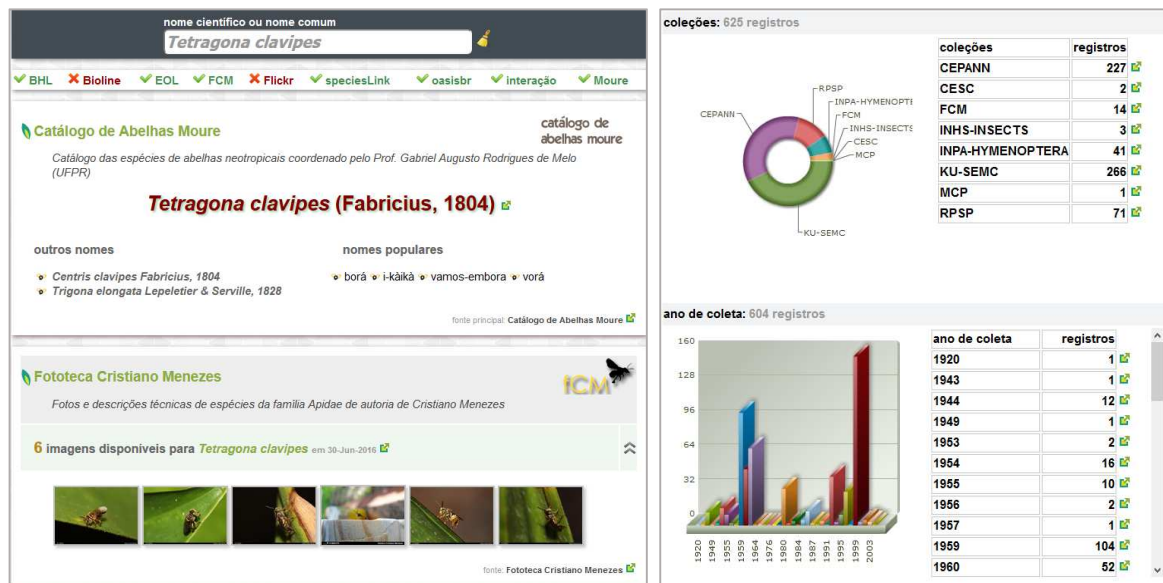 nome científico ou nome comum
Tetragona clavipes
BHL Bioline EOL FCM Flickr speciesLink oasisbr interação Moure
Catálogo de Abelhas Moure
catálogo de
abelhas moure
Catálogo das espécies de abelhas neotropicais coordenado pelo Prof. Gabriel Augusto Rodrigues de Melo
(UFPR)
Tetragona clavipes (Fabricius, 1804)
outros nomes
Centris clavipes Fabricius, 1804
Trigona elongata Lepeletier & Serville, 1828
nomes populares
borá i-kàikà vamos-embora vorá
fonte principal: Catálogo de Abelhas Moure
Fototeca Cristiano Menezes
fCM
Fotos e descrições técnicas de espécies da família Apidae de autoria de Cristiano Menezes
6 imagens disponíveis para Tetragona clavipes em 30-Jun-2016
fonte: Fototeca Cristiano Menezes
coleções: 625 registros
CEPANN
RPSP
INPA-HYMENOPTE
FCM
INHS-INSECTS
CESC
MCP
KU-SEMC
coleções registros
CEPANN 227
CESC 2
FCM 14
INHS-INSECTS 3
INPA-HYMENOPTERA 41
KU-SEMC 266
MCP 1
RPSP 71
ano de coleta: 604 registros
160
128
96
64
32
0
1920 1949 1955 1959 1964 1976 1980 1984 1987 1991 1995 1999 2003
ano de coleta registros
1920 1
1943 1
1944 12
1949 1
1953 2
1954 16
1955 10
1956 2
1957 1
1959 104
1960 52